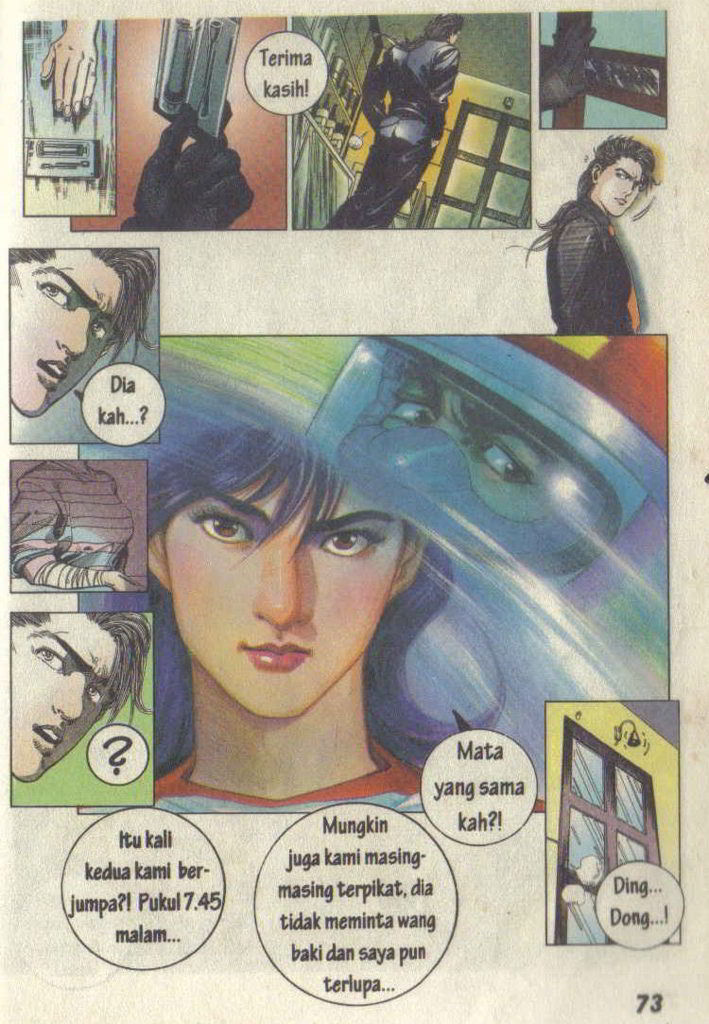 Terima
kasih!
Dia
kah...?
?
Mata
yang sama
kah?!
Itu kali
kedua kami ber-
jumpa?! Pukul 7.45
malam...
Mungkin
juga kami masing-
masing terpikat, dia
tidak meminta wang
baki dan saya pun
terlupa...
Ding...
Dong...!
73